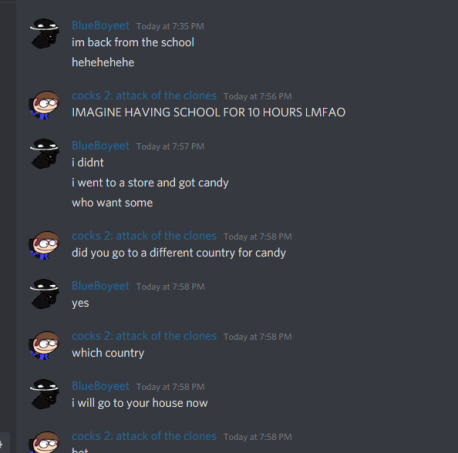 BlueBoyeet Today at 7:35 PM
im back from the school
hehehehehe
cocks 2: attack of the clones Today at 7:56 PM
IMAGINE HAVING SCHOOL FOR 10 HOURS LMFAO
BlueBoyeet Today at 7:57 PM
i didnt
i went to a store and got candy
who want some
cocks 2: attack of the clones Today at 7:58 PM
did you go to a different country for candy
BlueBoyeet Today at 7:58 PM
yes
cocks 2: attack of the clones Today at 7:58 PM
which country
BlueBoyeet Today at 7:58 PM
i will go to your house now
cocks 2: attack of the clones Today at 7:58 PM